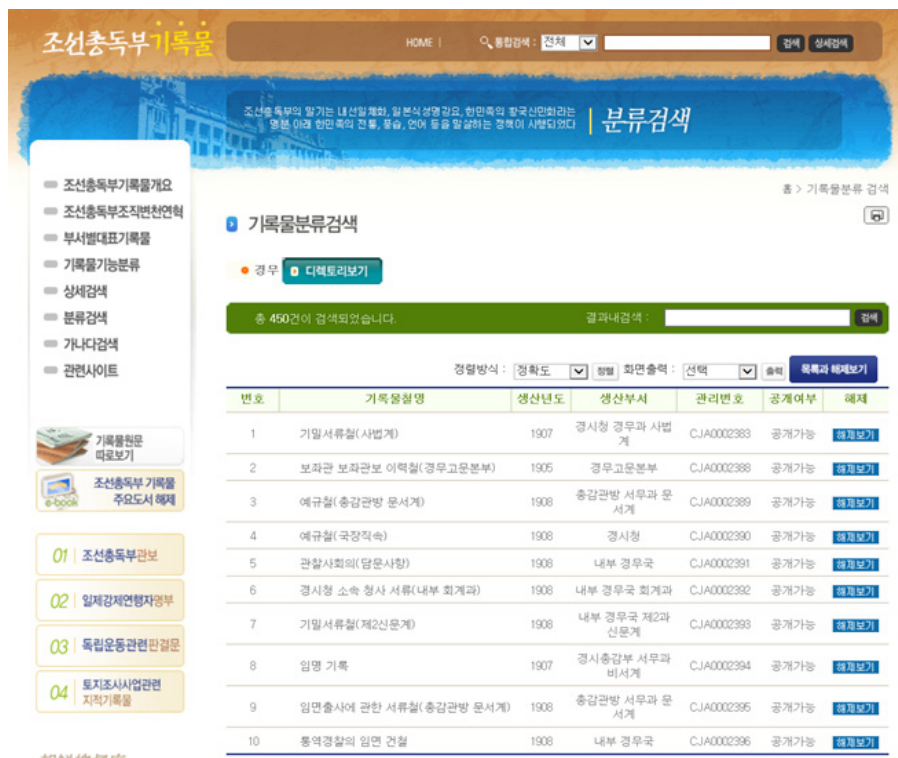 조선총독부기록물
HOME |
통합검색 : 전체
검색 상세검색
조선총독부의 말기는 내선일체화, 일본식성명강요, 한민족의 황국신민화라는
명분 아래 한민족의 전통, 풍습, 언어 등을 말살하는 정책이 시행되었다
분류검색
조선총독부기록물개요
조선총독부조직변천연혁
부서별대표기록물
기록물기능분류
상세검색
분류검색
가나다검색
관련사이트
기록물원문
따로보기
e-book
조선총독부 기록물
주요도서 해제
01 조선총독부관보
02 일제강제연행자명부
03 독립운동관련판결문
04 토지조사사업관련
지적기록물
홈 > 기록물분류 검색
기록물분류검색
경무 디렉토리보기
총 450건이 검색되었습니다. 결과내검색 : 검색
정렬방식 : 정확도 정렬 화면출력 : 선택 출력 목록과 해제보기
번호 기록물철명 생산년도 생산부서 관리번호 공개여부 해제
1 기밀서류철(사법계) 1907 경시청 경무과 사법계 CJA0002383 공개가능 해제보기
2 보좌관 보좌관보 이력철(경무고문본부) 1905 경무고문본부 CJA0002388 공개가능 해제보기
3 예규철(총감관방 문서계) 1908 총감관방 서무과 문서계 CJA0002389 공개가능 해제보기
4 예규철(국장직속) 1908 경시청 CJA0002390 공개가능 해제보기
5 관찰사회의(담문사항) 1908 내부 경무국 CJA0002391 공개가능 해제보기
6 경시청 소속 청사 서류(내부 회계과) 1908 내부 경무국 회계과 CJA0002392 공개가능 해제보기
7 기밀서류철(제2신문계) 1908 내부 경무국 제2과 신문계 CJA0002393 공개가능 해제보기
8 임명 기록 1907 경시총감부 서무과 비서계 CJA0002394 공개가능 해제보기
9 임면출사에 관한 서류철(총감관방 문서계) 1908 총감관방 서무과 문서계 CJA0002395 공개가능 해제보기
10 통역경찰의 임면 건철 1908 내부 경무국 CJA0002396 공개가능 해제보기